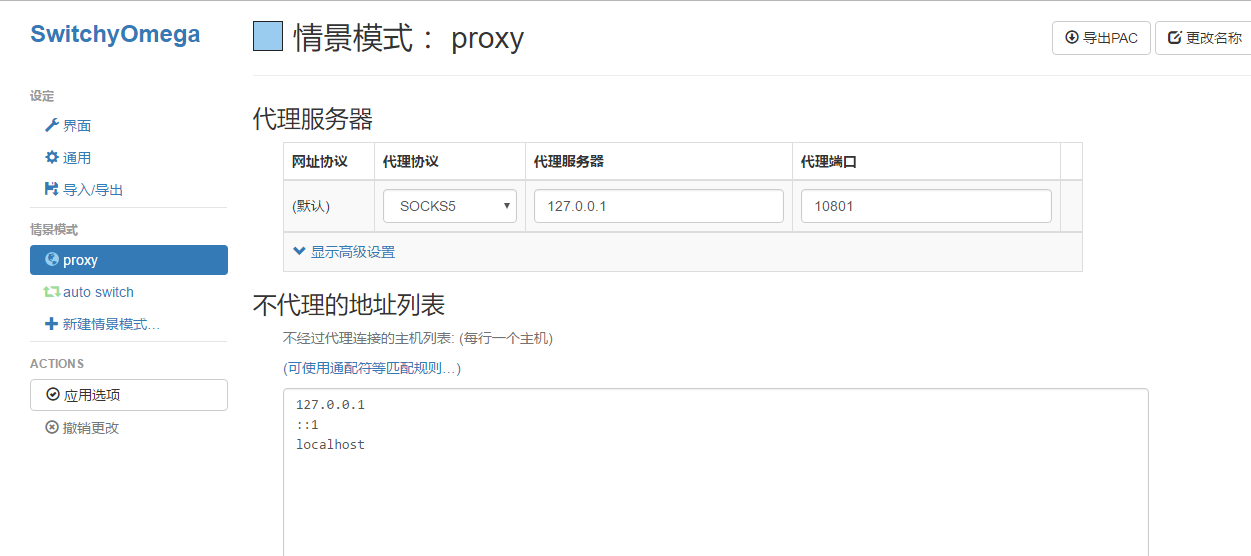 SwitchyOmega
设定
界面
通用
导入/导出
情景模式
proxy
auto switch
新建情景模式…
ACTIONS
应用选项
撤销更改
情景模式： proxy
导出PAC
更改名称
代理服务器
网址协议 代理协议 代理服务器 代理端口
(默认) SOCKS5 127.0.0.1 10801
显示高级设置
不代理的地址列表
不经过代理连接的主机列表: (每行一个主机)
(可使用通配符等匹配规则…)
127.0.0.1
::1
localhost